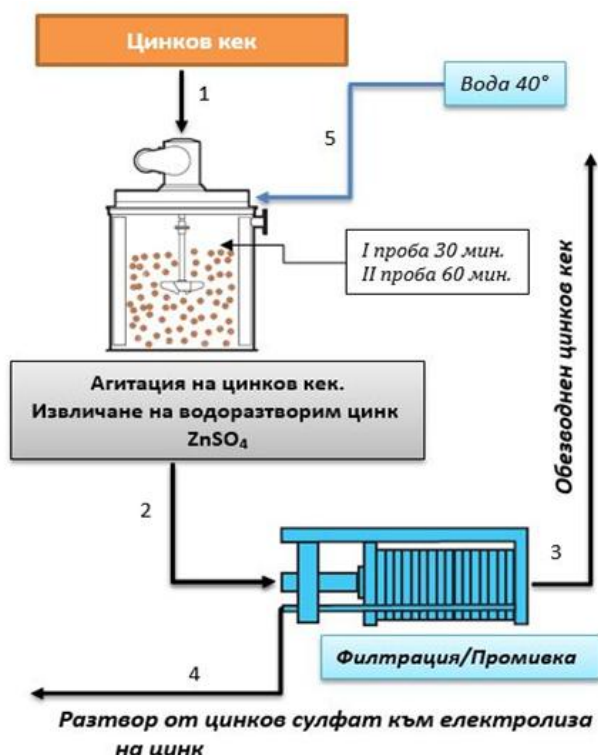 Цинков кек
1
Вода 40°
5
I проба 30 мин.
II проба 60 мин.
Агитация на цинков кек.
Извличане на водоразтворим цинк
ZnSO₄
Обезводнен цинков кек
2
3
Филтрация/Промивка
4
Разтвор от цинков сулфат към електролиза
на цинк